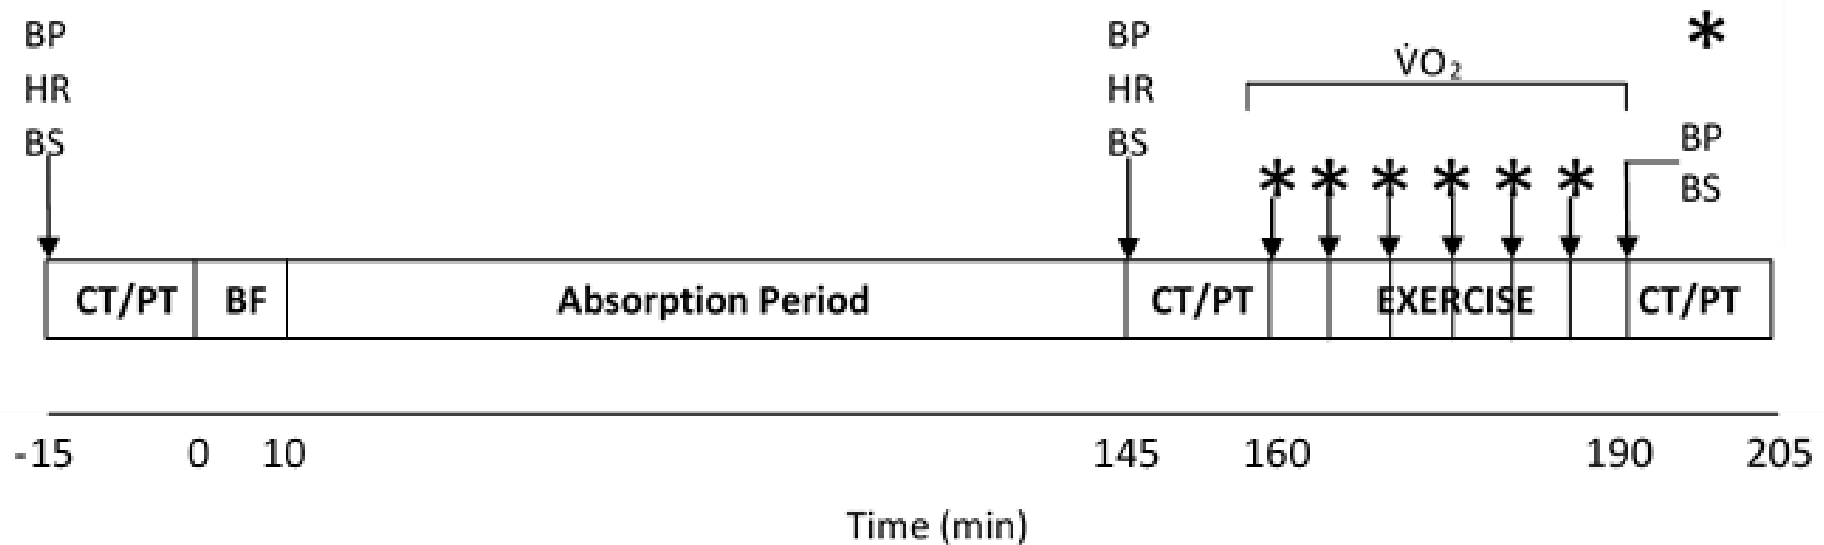 BP
HR
BS
BP
HR
BS
V̇O₂
*
BP
BS
* * * * * *
CT/PT BF Absorption Period CT/PT EXERCISE CT/PT
-15 0 10 145 160 190 205
Time (min)